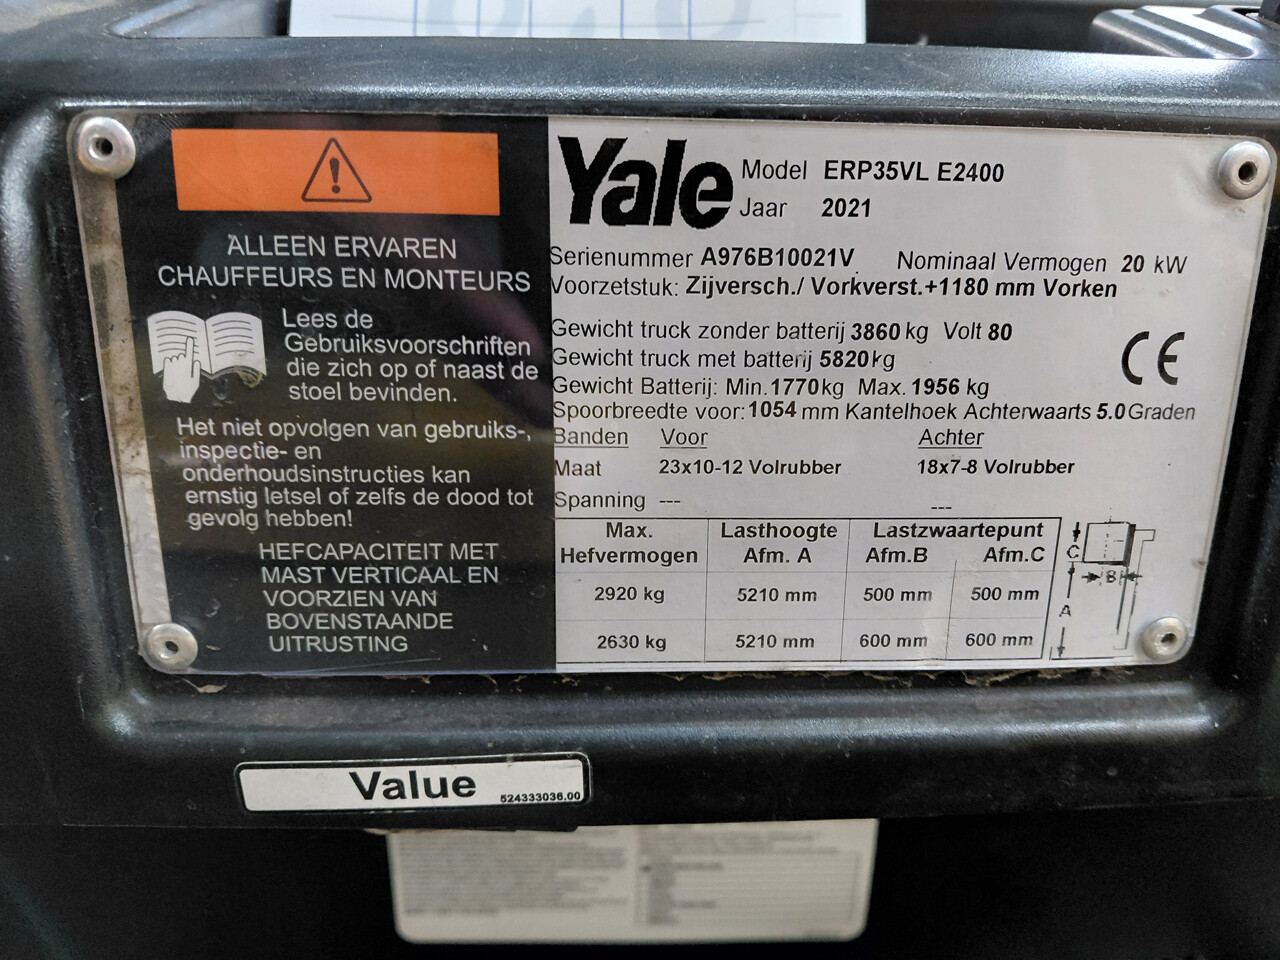 ALLEEN ERVAREN
CHAUFFEURS EN MONTEURS
Lees de
Gebruiksvoorschriften
die zich op of naast de
stoel bevinden.
Het niet opvolgen van gebruiks-,
inspectie- en
onderhoudsinstructies kan
ernstig letsel of zelfs de dood tot
gevolg hebben!
HEFCAPACITEIT MET
MAST VERTICAAL EN
VOORZIEN VAN
BOVENSTAANDE
UITRUSTING
Yale
Model ERP35VL E2400
Jaar 2021
Serienummer A976B10021V Nominaal Vermogen 20 kW
Voorzetstuk: Zijversch./ Vorkverst.+1180 mm Vorken
Gewicht truck zonder batterij 3860 kg Volt 80
Gewicht truck met batterij 5820 kg
Gewicht Batterij: Min. 1770 kg Max. 1956 kg
CE
Spoorbreedte voor: 1054 mm Kantelhoek Achterwaarts 5.0 Graden
Banden Voor Achter
Maat 23x10-12 Volrubber 18x7-8 Volrubber
Spanning --- ---
Max. Lasthoogte Lastzwaartepunt
Hefvermogen Afm. A Afm.B Afm.C
2920 kg 5210 mm 500 mm 500 mm
2630 kg 5210 mm 600 mm 600 mm
C
B
A
Value 524333036.00